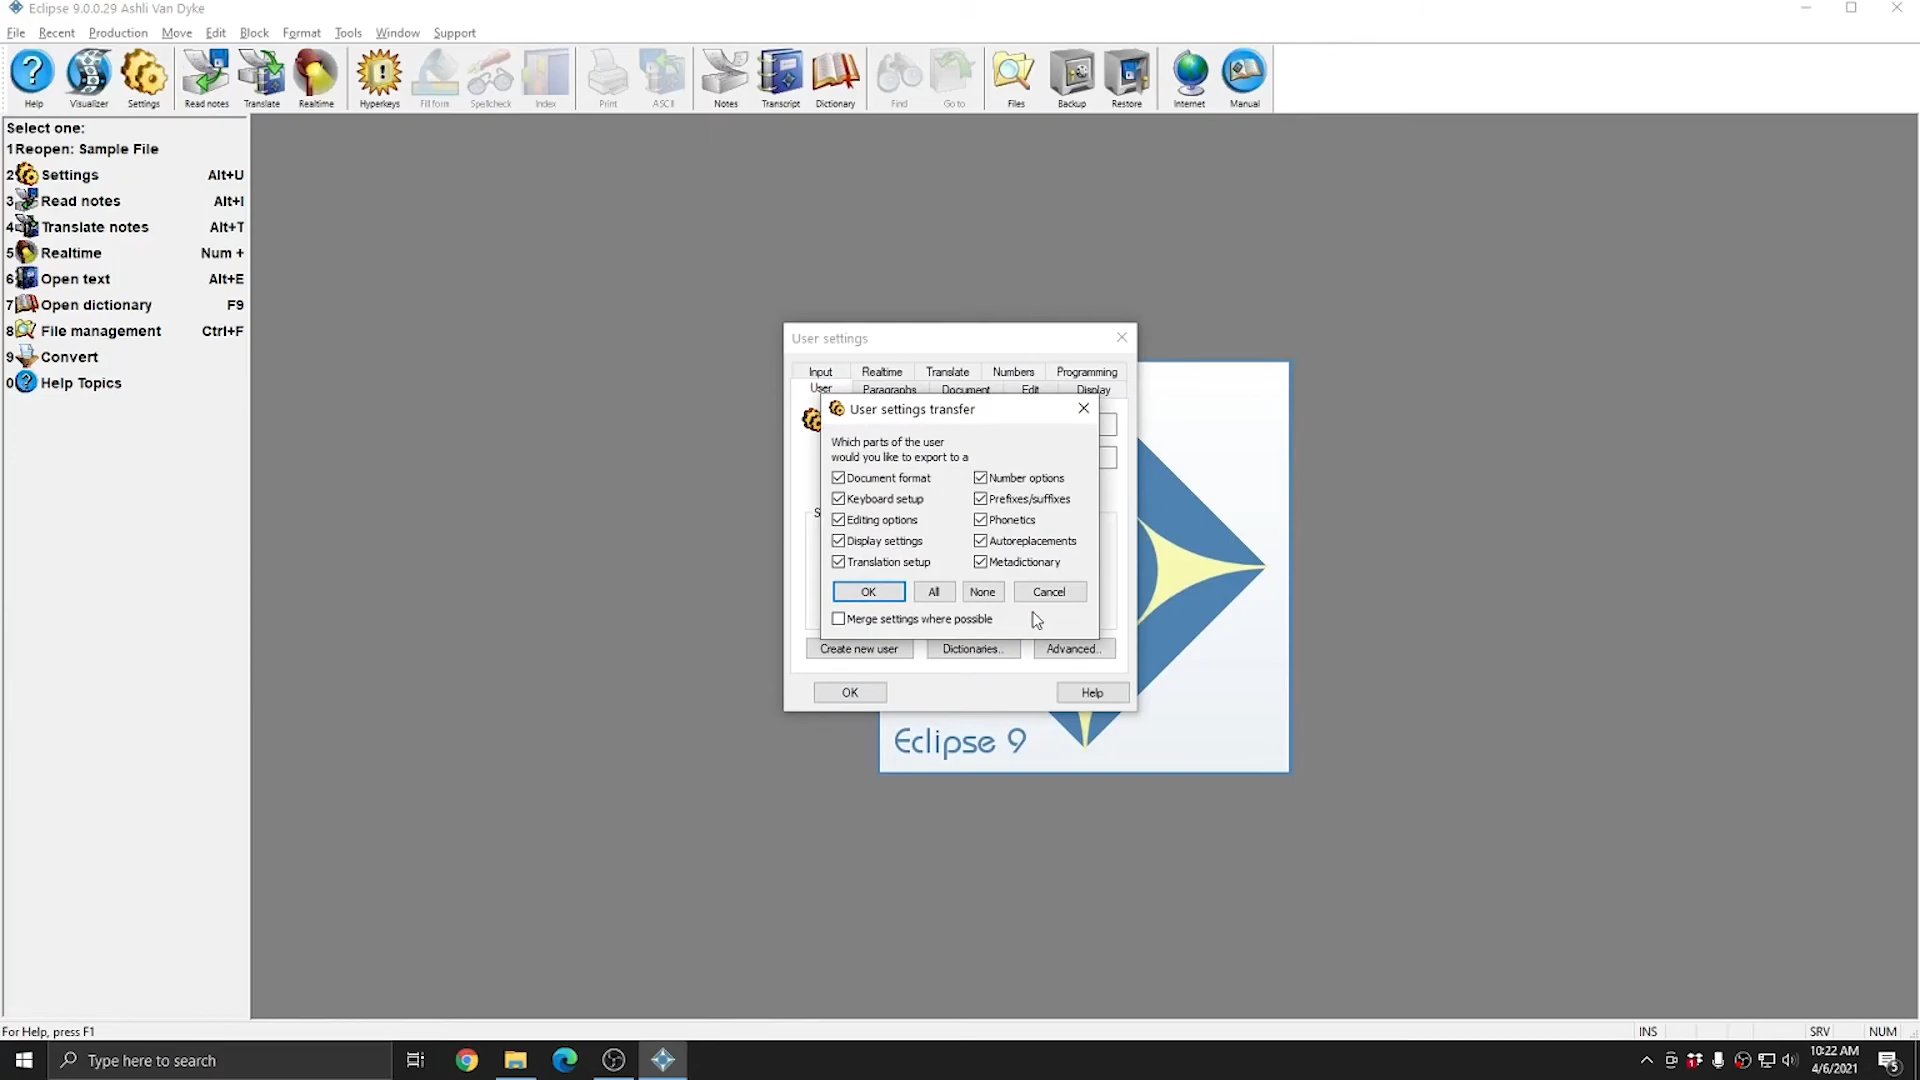 Eclipse 9.0.0.29 Ashli Van Dyke
File Recent Production Move Edit Block Format Tools Window Support
Help Visualizer Settings Read notes Translate Realtime Hyperkeys Fill form Spellcheck Index Print ASCII Notes Transcript Dictionary Find Go to Files Backup Restore Internet Manual
Select one:
1Reopen: Sample File
2 Settings Alt+U
3 Read notes Alt+I
4 Translate notes Alt+T
5 Realtime Num +
6 Open text Alt+E
7 Open dictionary F9
8 File management Ctrl+F
9 Convert
0 Help Topics
User settings
Input Realtime Translate Numbers Programming
User Paragraphs Document Edit Display
User settings transfer
Which parts of the user
would you like to export to a
Document format Number options
Keyboard setup Prefixes/suffixes
S
Editing options Phonetics
Display settings Autoreplacements
Translation setup Metadictionary
OK All None Cancel
Merge settings where possible
Create new user Dictionaries.. Advanced..
OK Help
Eclipse 9
For Help, press F1 INS SRV NUM
Type here to search
10:22 AM
4/6/2021
5